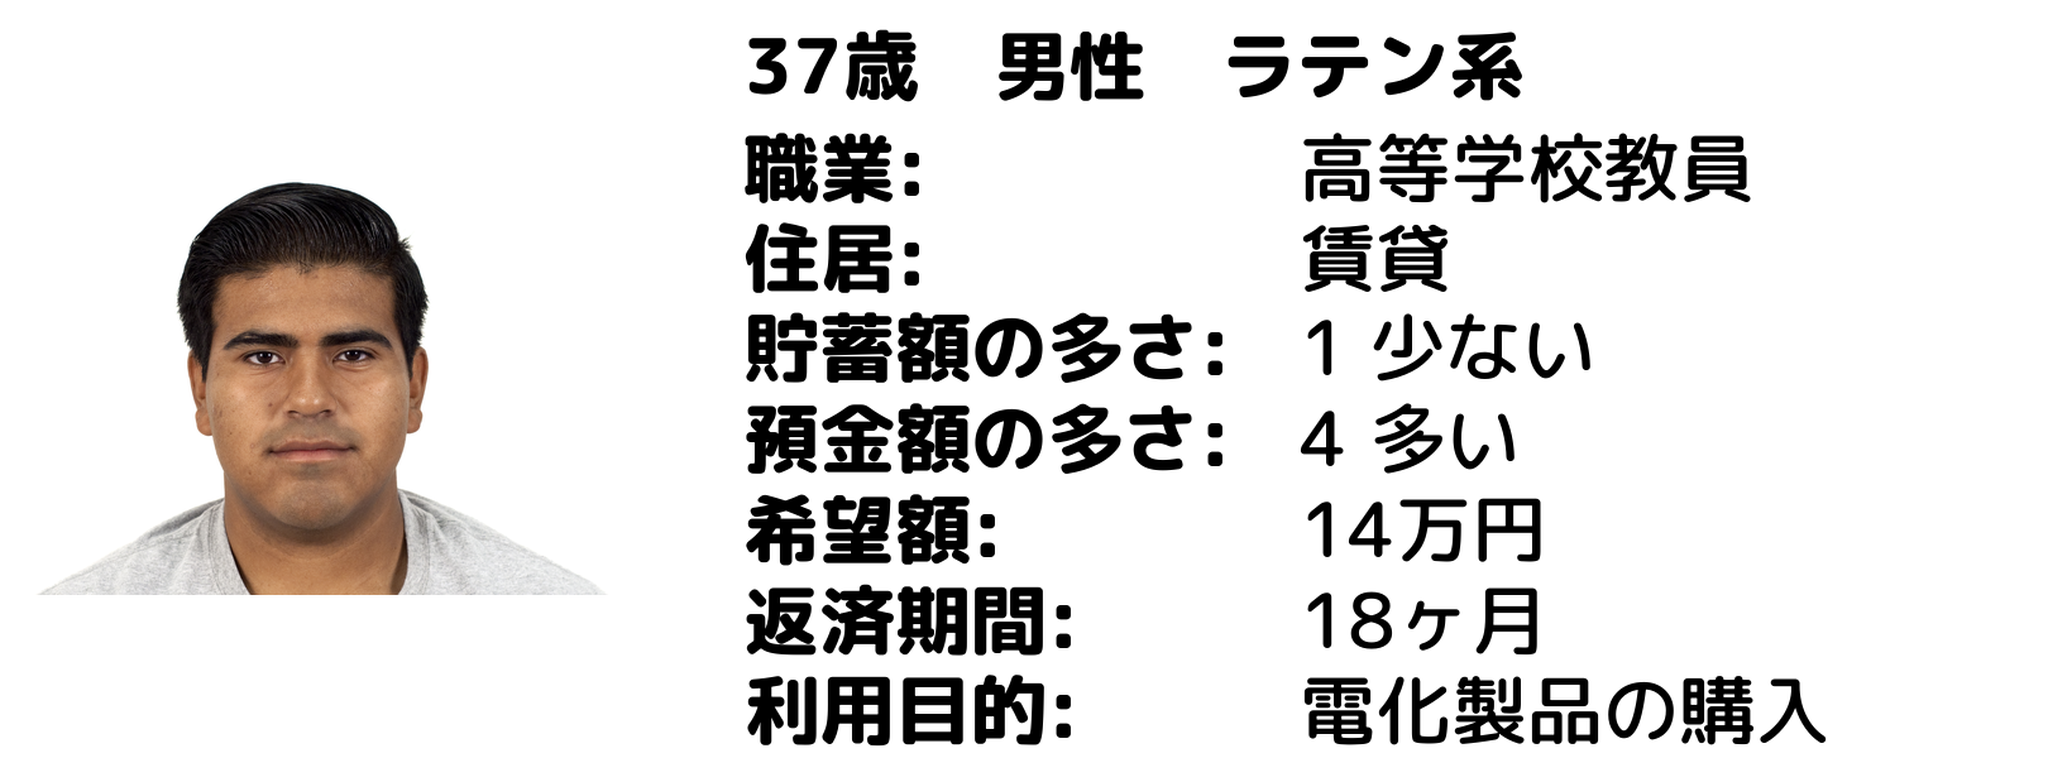 37歳　男性　ラテン系
職業: 高等学校教員
住居: 賃貸
貯蓄額の多さ: 1 少ない
預金額の多さ: 4 多い
希望額: 14万円
返済期間: 18ヶ月
利用目的: 電化製品の購入